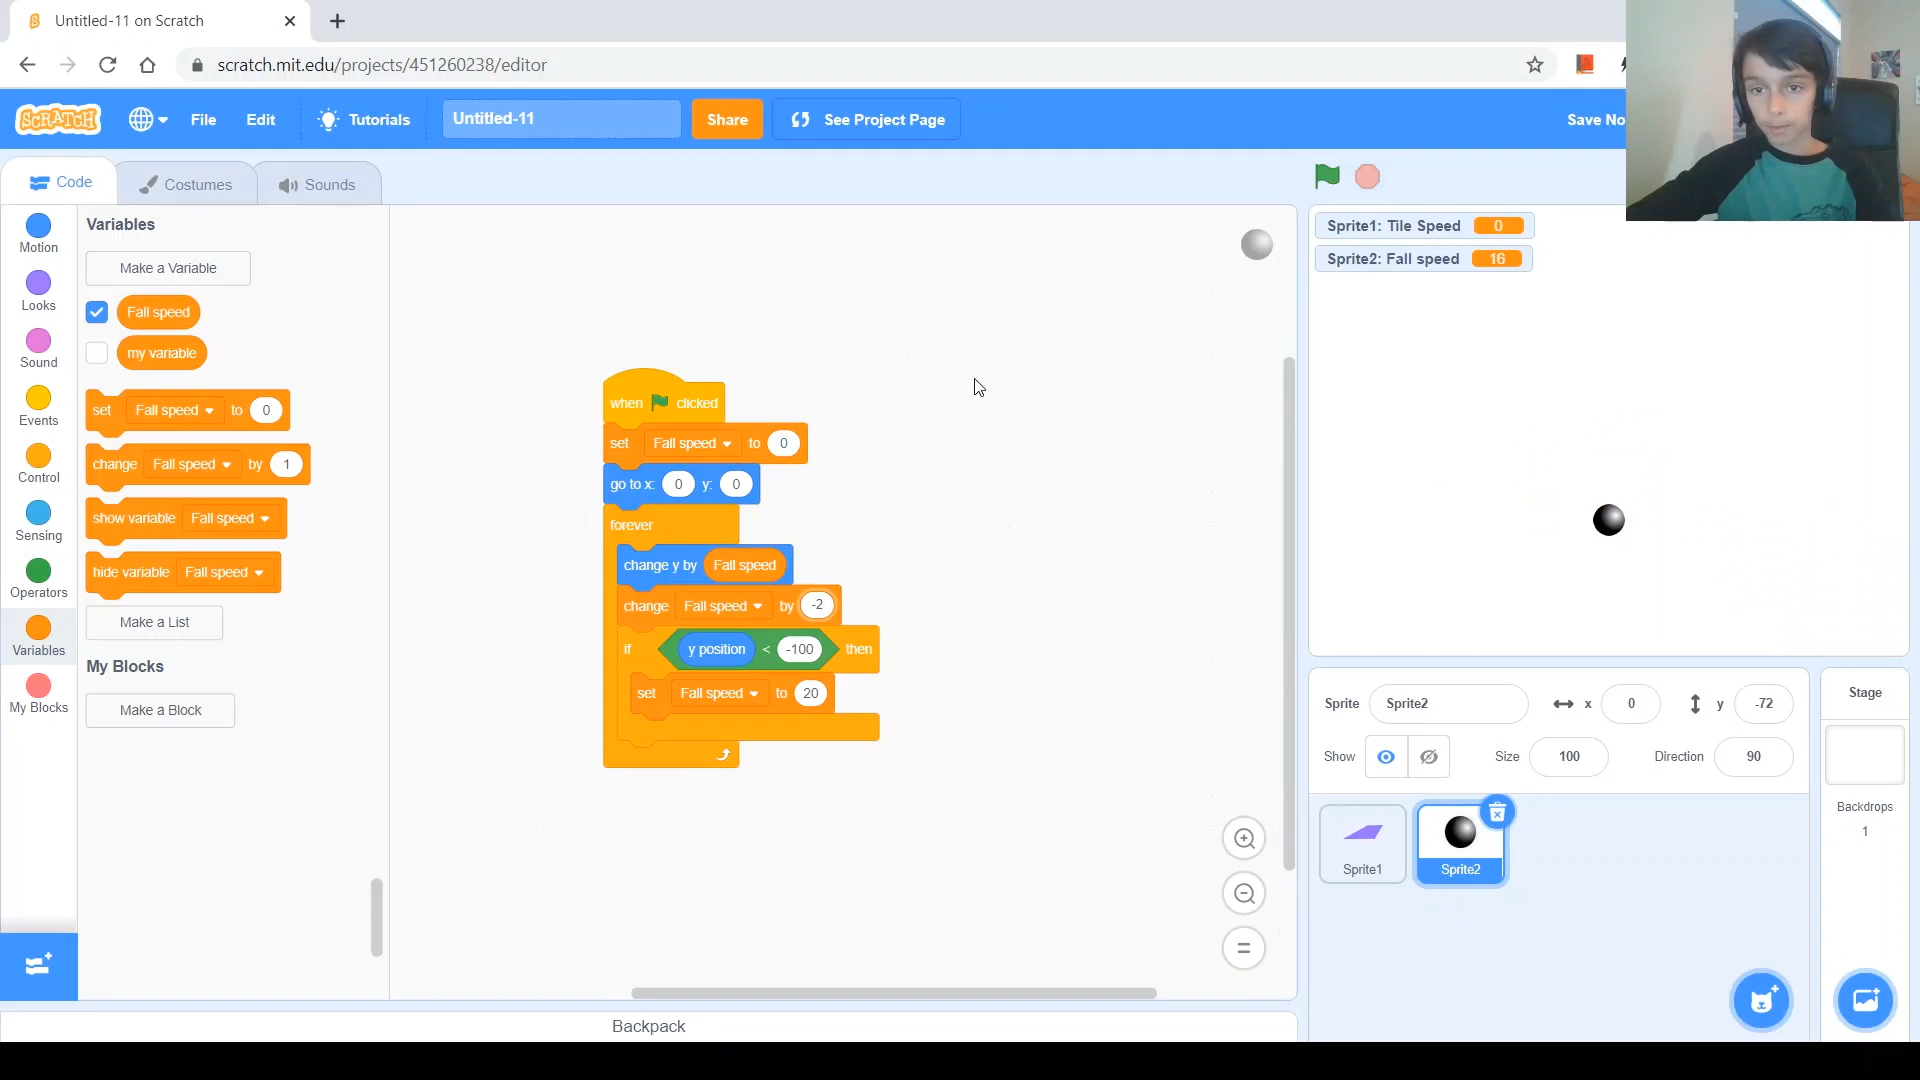 Untitled-11 on Scratch
scratch.mit.edu/projects/451260238/editor
SCRATCH
File
Edit
Tutorials
Untitled-11
Share
See Project Page
Save No
Code
Costumes
Sounds
Motion
Looks
Sound
Events
Control
Sensing
Operators
Variables
My Blocks
Variables
Make a Variable
Fall speed
my variable
set Fall speed to 0
change Fall speed by 1
show variable Fall speed
hide variable Fall speed
Make a List
My Blocks
Make a Block
when clicked
set Fall speed to 0
go to x: 0 y: 0
forever
change y by Fall speed
change Fall speed by -2
if y position < -100 then
set Fall speed to 20
Backpack
Sprite1: Tile Speed 0
Sprite2: Fall speed 16
Sprite Sprite2 x 0 y -72
Show Size 100 Direction 90
Sprite1
Sprite2
Stage
Backdrops
1